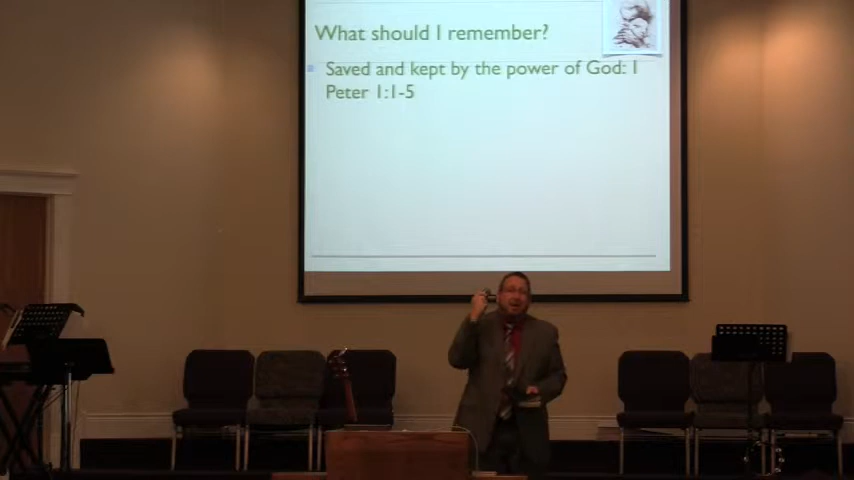 What should I remember?
Saved and kept by the power of God: I
Peter 1:1-5